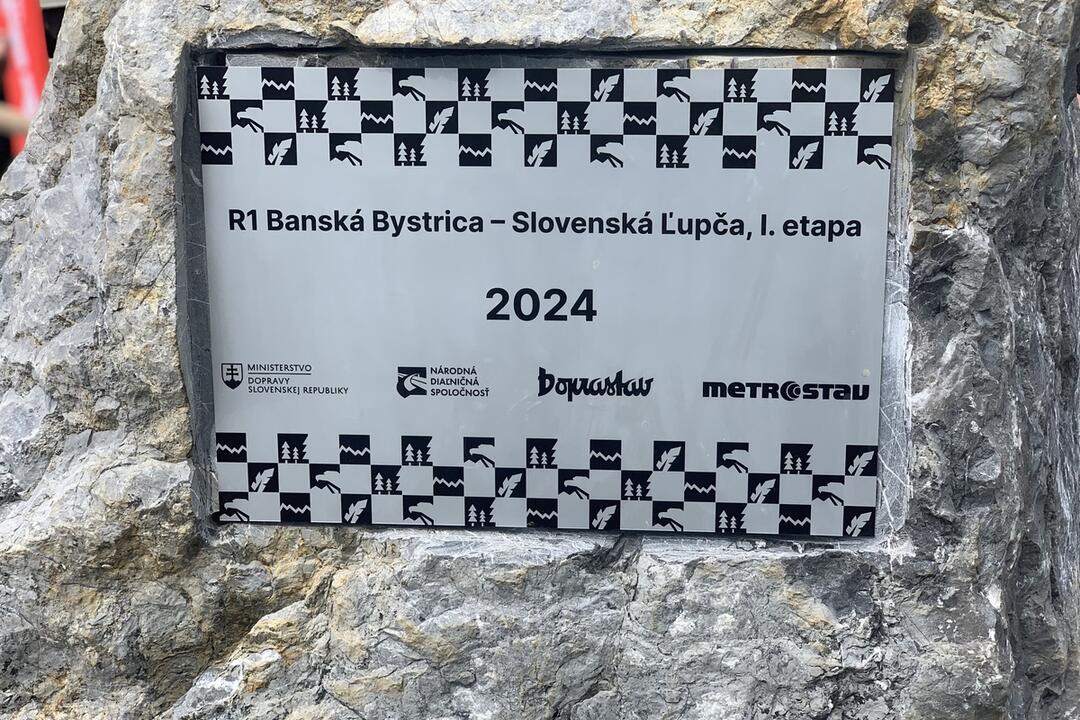 R1 Banská Bystrica – Slovenská Ľupča, I. etapa
2024
MINISTERSTVO
DOPRAVY
SLOVENSKEJ REPUBLIKY
NÁRODNÁ
DIAĽNIČNÁ
SPOLOČNOSŤ
Doprastav
METROSTAV